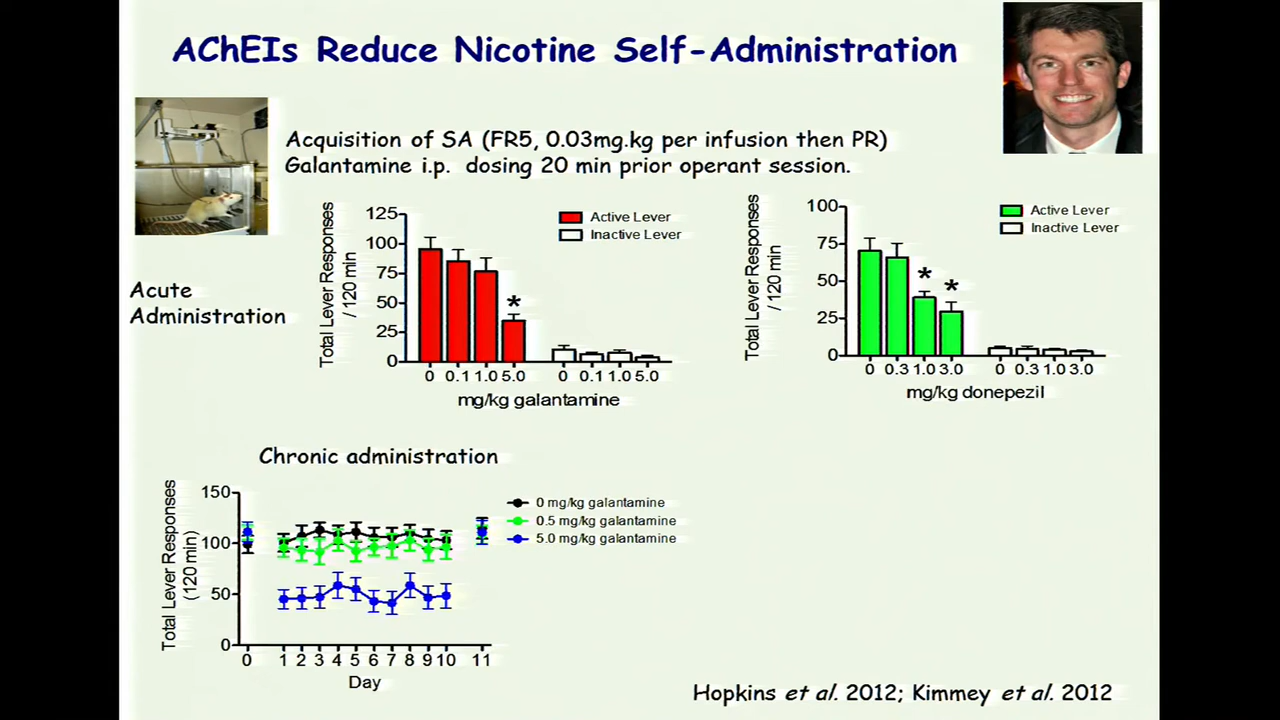 AChEIs Reduce Nicotine Self-Administration
Acquisition of SA (FR5, 0.03mg.kg per infusion then PR)
Galantamine i.p. dosing 20 min prior operant session.
Acute
Administration
Total Lever Responses
/ 120 min
125
100
75
50
25
0
Active Lever
Inactive Lever
*
0 0.1 1.0 5.0 0 0.1 1.0 5.0
mg/kg galantamine
Total Lever Responses
/ 120 min
100
75
50
25
0
Active Lever
Inactive Lever
* *
0 0.3 1.0 3.0 0 0.3 1.0 3.0
mg/kg donepezil
Chronic administration
Total Lever Responses
(120 min)
150
100
50
0
0 mg/kg galantamine
0.5 mg/kg galantamine
5.0 mg/kg galantamine
0 1 2 3 4 5 6 7 8 9 10 11
Day
Hopkins et al. 2012; Kimmey et al. 2012